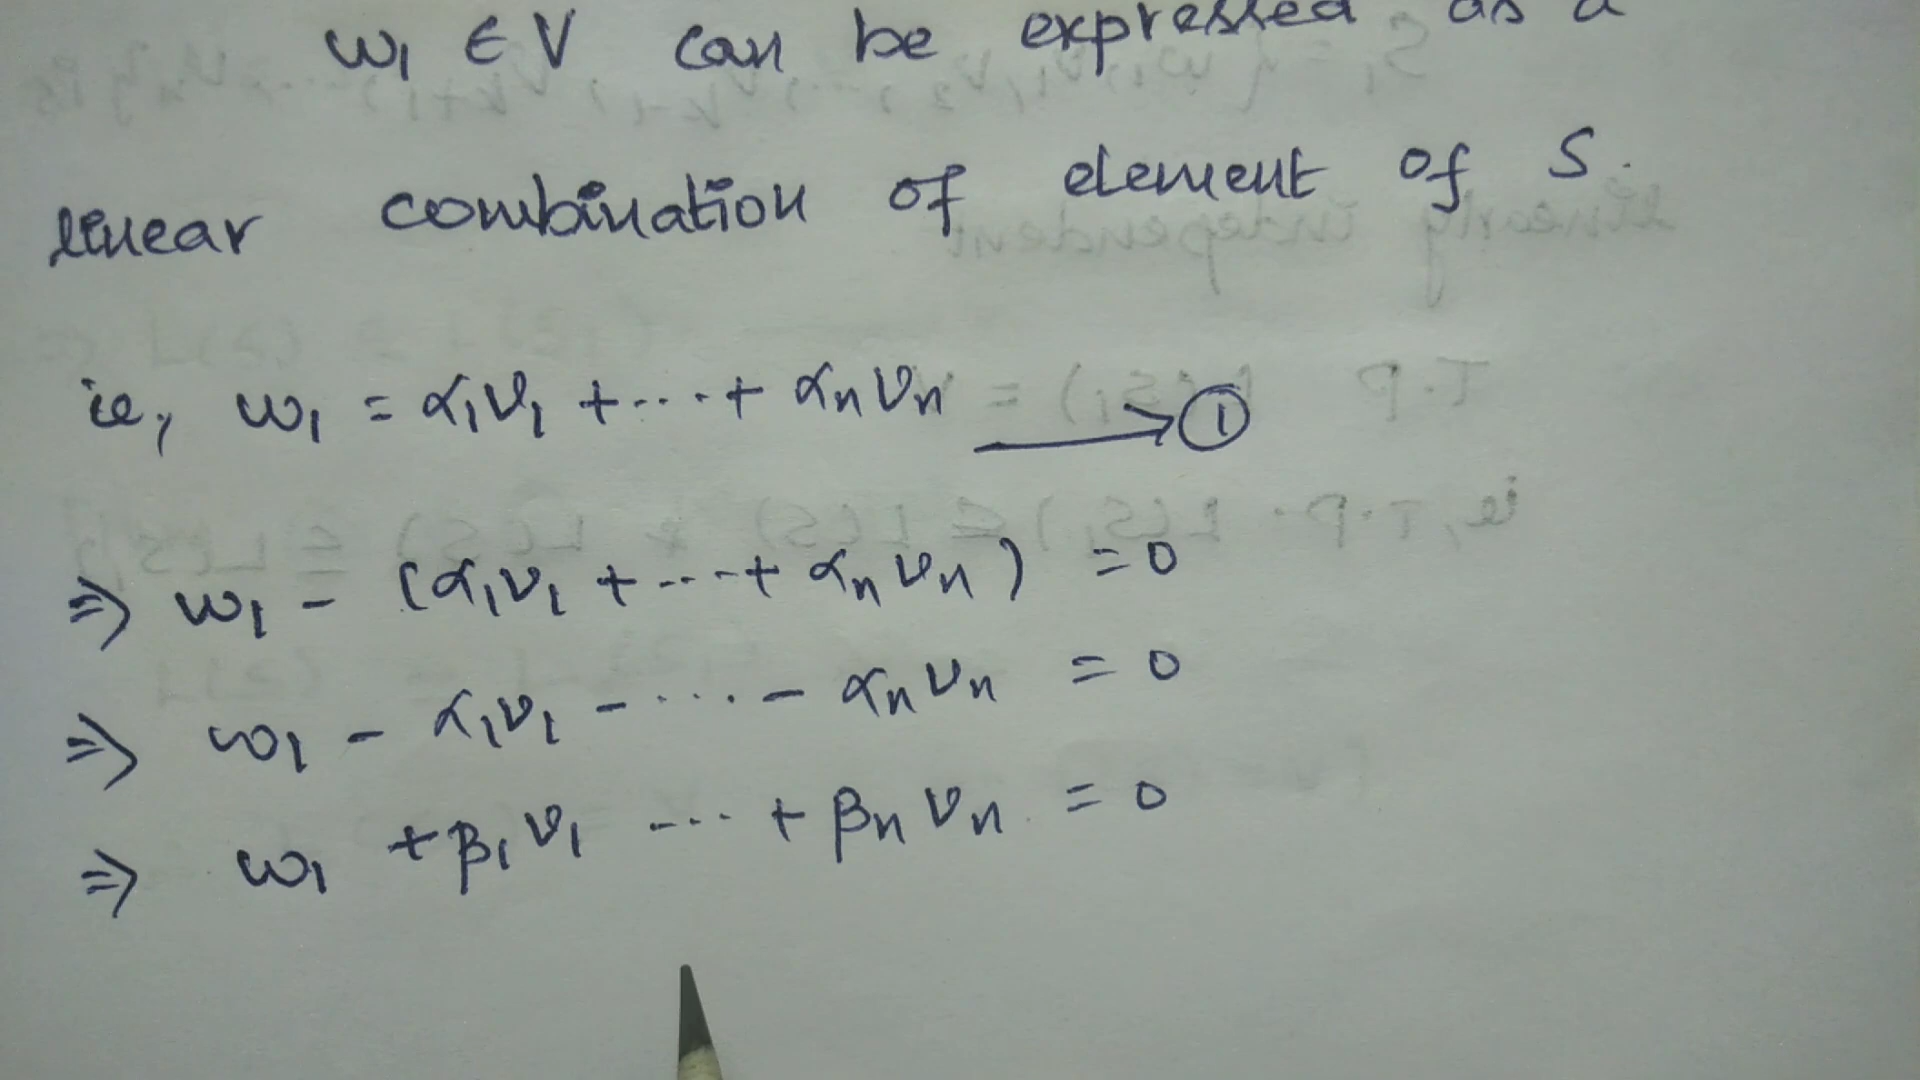 w₁ ∈ V can be expressed as a
linear combination of element of S.
ie, w₁ = α₁v₁ + ... + αₙvₙ ⟶ ①
⇒ w₁ - (α₁v₁ + ... + αₙvₙ) = 0
⇒ w₁ - α₁v₁ - .... - αₙvₙ = 0
⇒ w₁ + β₁v₁ ... + βₙvₙ = 0